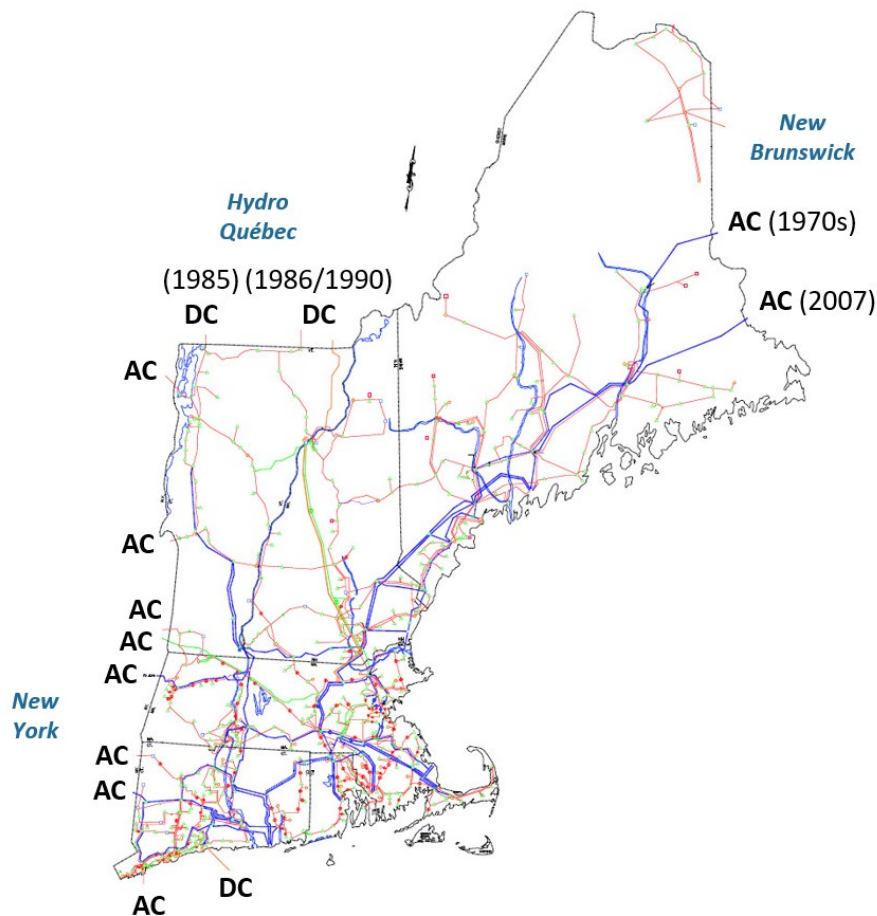 New
Brunswick
Hydro
Québec
AC (1970s)
(1985) (1986/1990)
DC DC
AC (2007)
AC
AC
AC
AC
AC
New
York
AC
AC
DC
AC